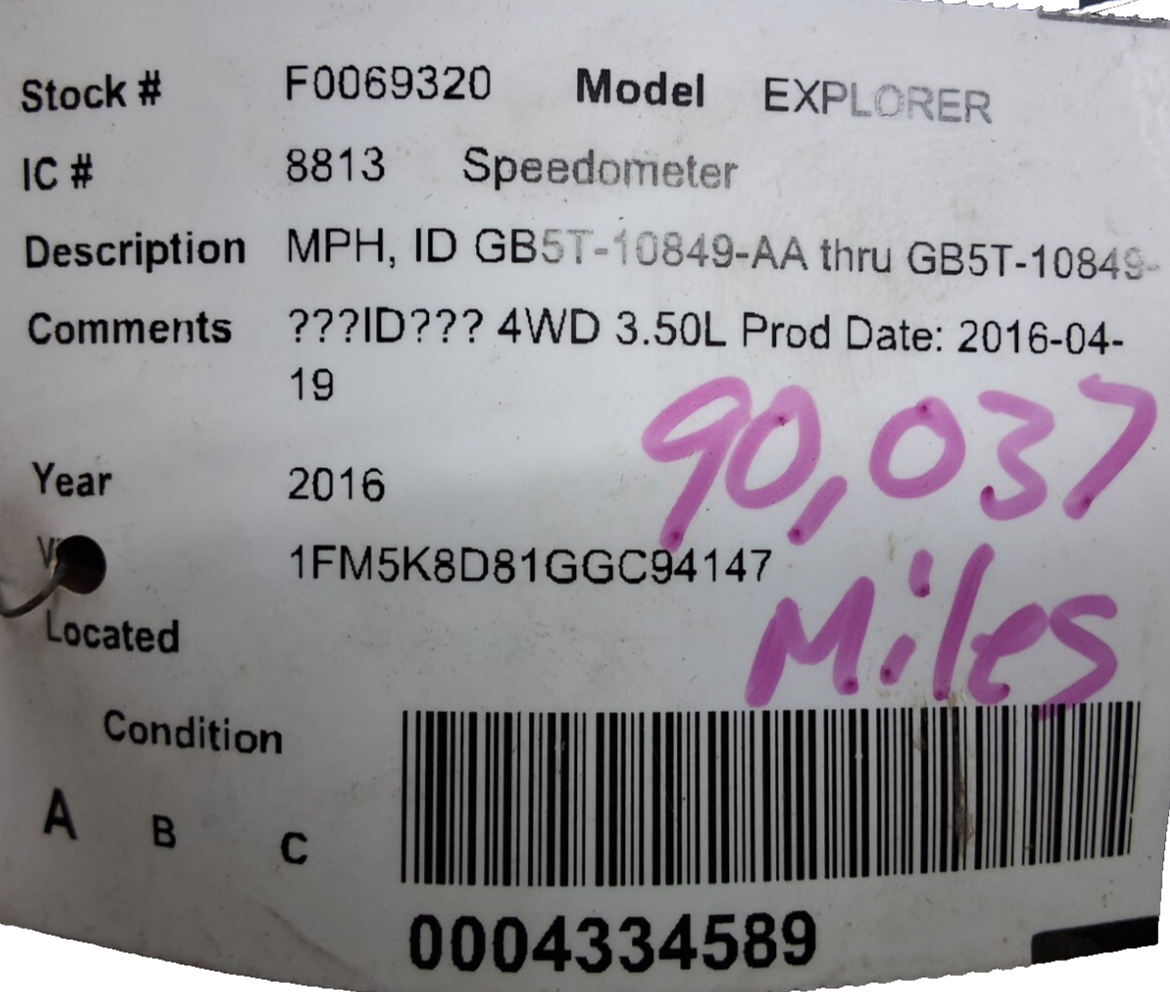 Stock # F0069320 Model EXPLORER
IC # 8813 Speedometer
Description MPH, ID GB5T-10849-AA thru GB5T-10849-
Comments ???ID??? 4WD 3.50L Prod Date: 2016-04-
19
90,037
Year 2016
1FM5K8D81GGC94147
Miles
Located
Condition
A B C
0004334589